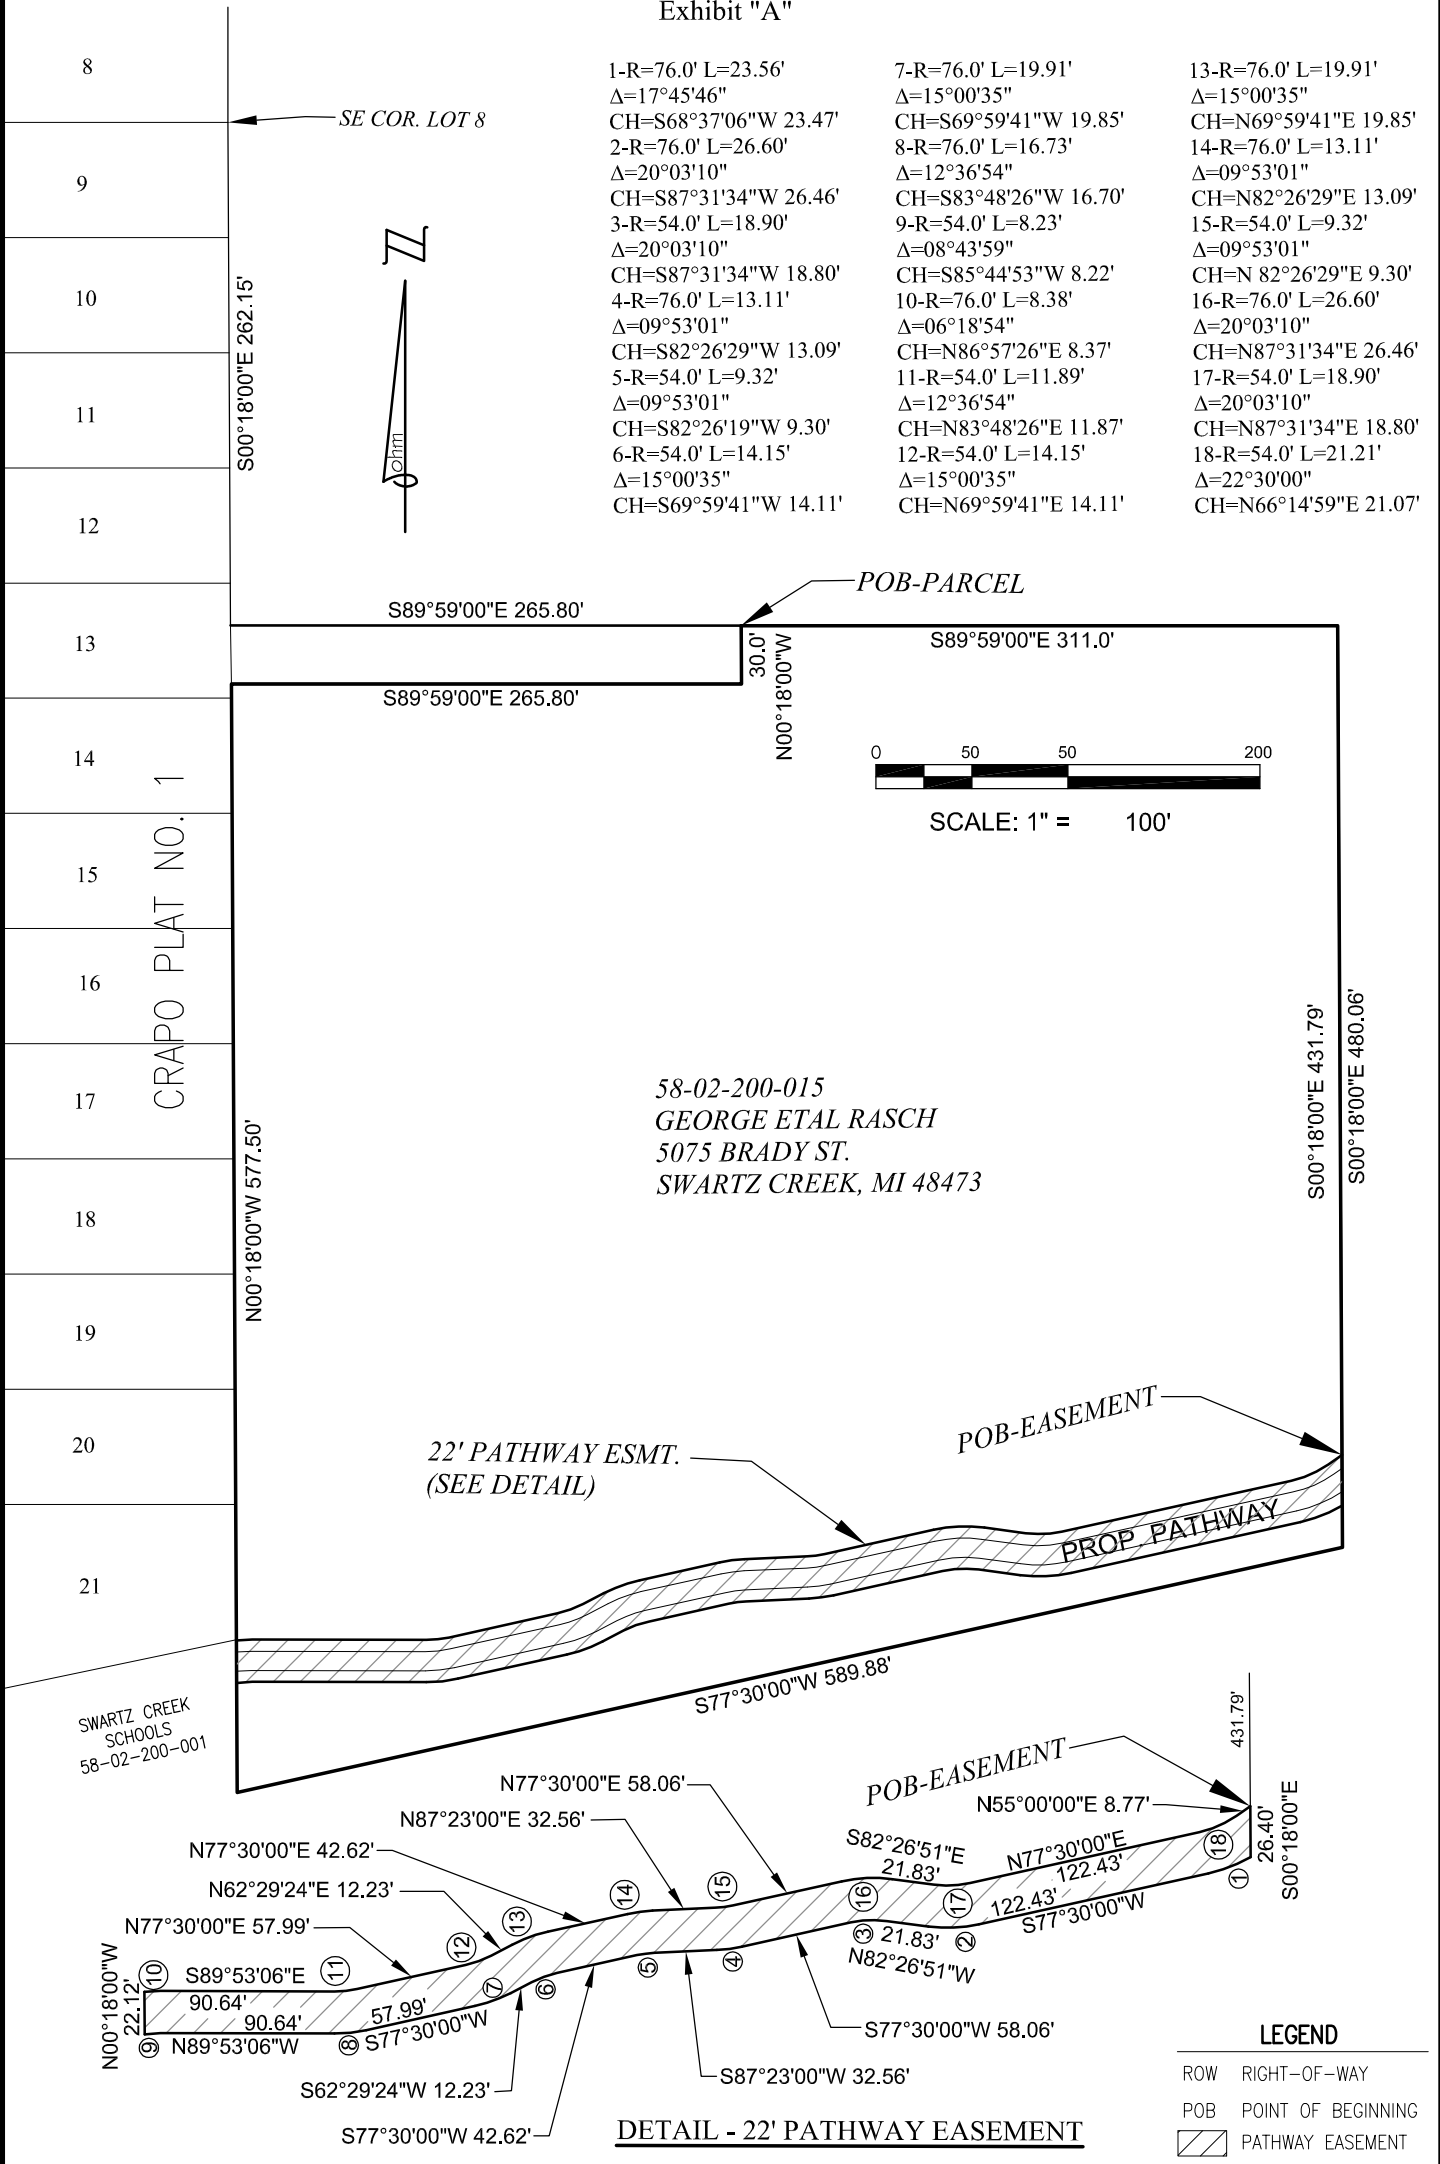 Exhibit "A"
1-R=76.0' L=23.56'
Δ=17°45'46"
CH=S68°37'06"W 23.47'
2-R=76.0' L=26.60'
Δ=20°03'10"
CH=S87°31'34"W 26.46'
3-R=54.0' L=18.90'
Δ=20°03'10"
CH=S87°31'34"W 18.80'
4-R=76.0' L=13.11'
Δ=09°53'01"
CH=S82°26'29"W 13.09'
5-R=54.0' L=9.32'
Δ=09°53'01"
CH=S82°26'19"W 9.30'
6-R=54.0' L=14.15'
Δ=15°00'35"
CH=S69°59'41"W 14.11'
7-R=76.0' L=19.91'
Δ=15°00'35"
CH=S69°59'41"W 19.85'
8-R=76.0' L=16.73'
Δ=12°36'54"
CH=S83°48'26"W 16.70'
9-R=54.0' L=8.23'
Δ=08°43'59"
CH=S85°44'53"W 8.22'
10-R=76.0' L=8.38'
Δ=06°18'54"
CH=N86°57'26"E 8.37'
11-R=54.0' L=11.89'
Δ=12°36'54"
CH=N83°48'26"E 11.87'
12-R=54.0' L=14.15'
Δ=15°00'35"
CH=N69°59'41"E 14.11'
13-R=76.0' L=19.91'
Δ=15°00'35"
CH=N69°59'41"E 19.85'
14-R=76.0' L=13.11'
Δ=09°53'01"
CH=N82°26'29"E 13.09'
15-R=54.0' L=9.32'
Δ=09°53'01"
CH=N 82°26'29"E 9.30'
16-R=76.0' L=26.60'
Δ=20°03'10"
CH=N87°31'34"E 26.46'
17-R=54.0' L=18.90'
Δ=20°03'10"
CH=N87°31'34"E 18.80'
18-R=54.0' L=21.21'
Δ=22°30'00"
CH=N66°14'59"E 21.07'
8
9
10
11
12
13
14
15
16
17
18
19
20
21
CRAPO PLAT NO. 1
SE COR. LOT 8
S00°18'00"E 262.15'
N
Ohm
POB-PARCEL
S89°59'00"E 265.80'
S89°59'00"E 311.0'
30.0'
N00°18'00"W
S89°59'00"E 265.80'
0 50 50 200
SCALE: 1" = 100'
58-02-200-015
GEORGE ETAL RASCH
5075 BRADY ST.
SWARTZ CREEK, MI 48473
S00°18'00"E 431.79'
S00°18'00"E 480.06'
N00°18'00"W 577.50'
POB-EASEMENT
22' PATHWAY ESMT.
(SEE DETAIL)
PROP. PATHWAY
S77°30'00"W 589.88'
SWARTZ CREEK
SCHOOLS
58-02-200-001
431.79'
POB-EASEMENT
N77°30'00"E 58.06'
N55°00'00"E 8.77'
N87°23'00"E 32.56'
S82°26'51"E
21.83'
N77°30'00"E
122.43'
N77°30'00"E 42.62'
N62°29'24"E 12.23'
N77°30'00"E 57.99'
26.40'
S00°18'00"E
10
11
12
13
14
15
16
17
18
122.43'
S77°30'00"W
21.83'
N82°26'51"W
S89°53'06"E
90.64'
57.99'
S77°30'00"W
90.64'
N89°53'06"W
N00°18'00"W
22.12'
9
8
7
6
5
4
3
2
1
S77°30'00"W 58.06'
S87°23'00"W 32.56'
S62°29'24"W 12.23'
S77°30'00"W 42.62'
DETAIL - 22' PATHWAY EASEMENT
LEGEND
ROW RIGHT-OF-WAY
POB POINT OF BEGINNING
PATHWAY EASEMENT